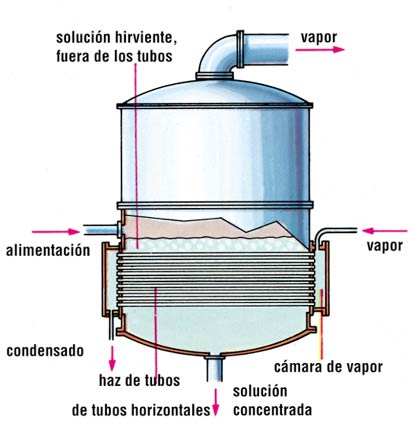 solución hirviente,
fuera de los tubos
vapor
alimentación
vapor
condensado
haz de tubos
cámara de vapor
de tubos horizontales
solución
concentrada